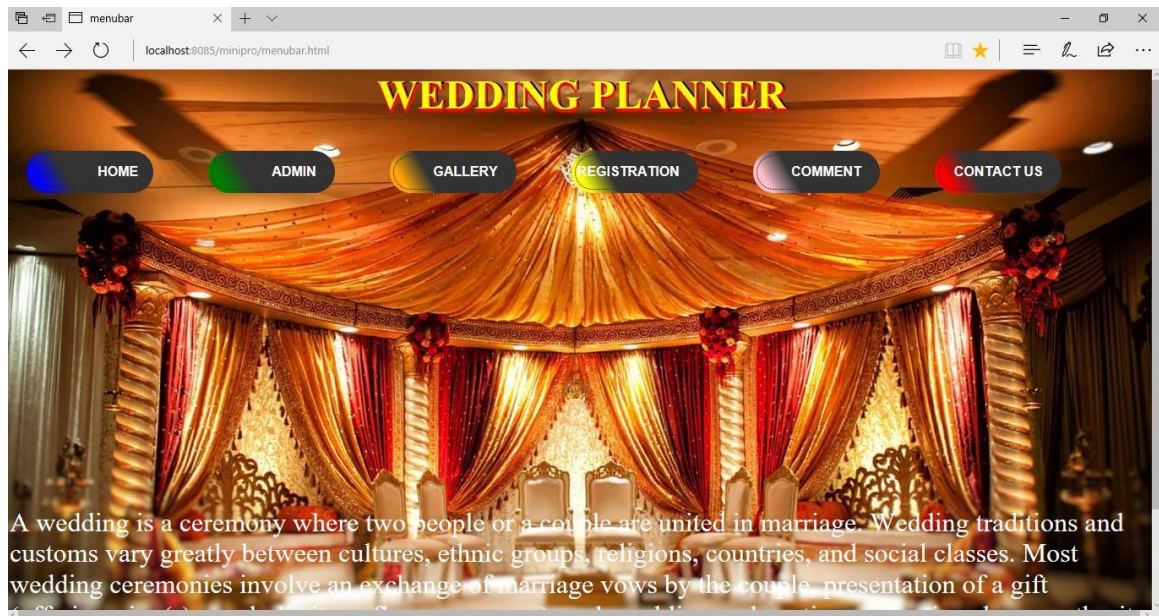 menubar
localhost:8085/minipro/menubar.html
WEDDING PLANNER
HOME ADMIN GALLERY REGISTRATION COMMENT CONTACT US
A wedding is a ceremony where two people or a couple are united in marriage. Wedding traditions and
customs vary greatly between cultures, ethnic groups, religions, countries, and social classes. Most
wedding ceremonies involve an exchange of marriage vows by the couple, presentation of a gift